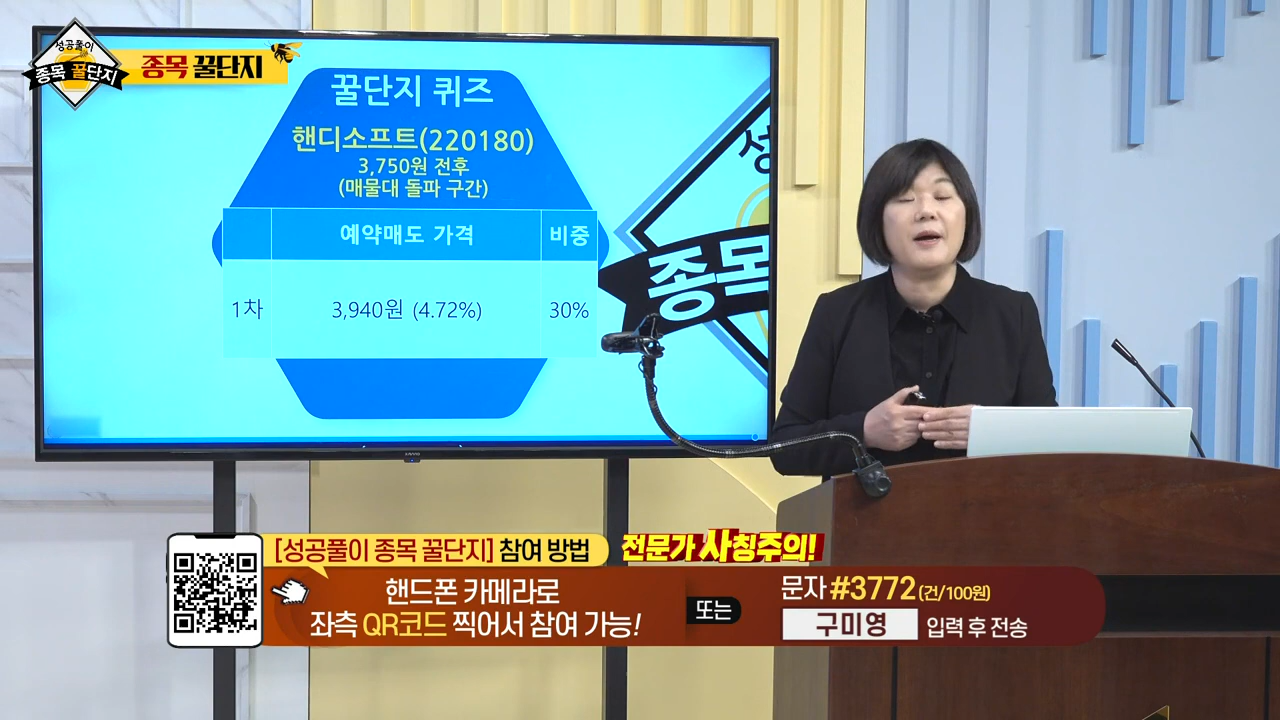 성공풀이
종목 꿀단지
종목 꿀단지
꿀단지 퀴즈
핸디소프트(220180)
3,750원 전후
(매물대 돌파 구간)
예약매도 가격 비중
1차 3,940원 (4.72%) 30%
성
종목
[성공풀이 종목 꿀단지] 참여 방법
전문가 사칭주의!
핸드폰 카메라로
좌측 QR코드 찍어서 참여 가능!
또는
문자 #3772 (건/100원)
구미영 입력 후 전송